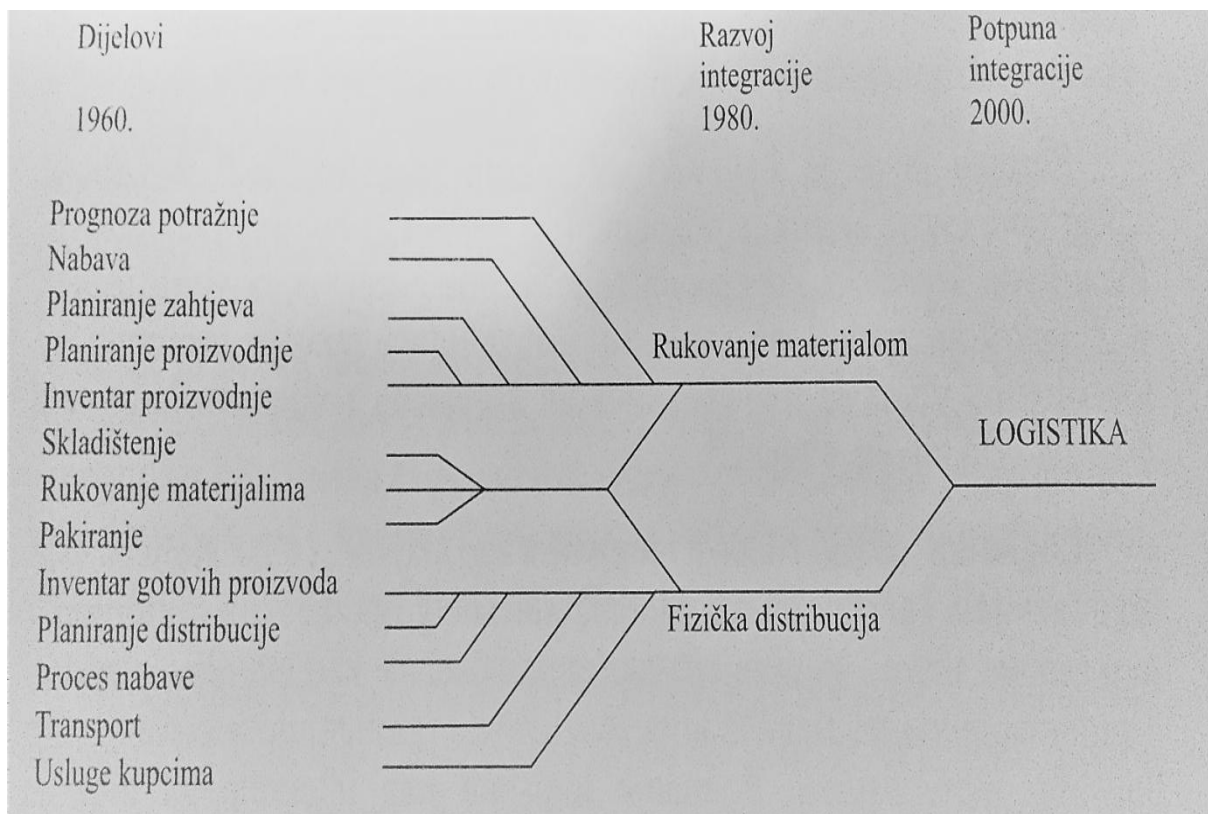 Dijelovi
1960.
Razvoj
integracije
1980.
Potpuna
integracije
2000.
Prognoza potražnje
Nabava
Planiranje zahtjeva
Planiranje proizvodnje
Inventar proizvodnje
Skladištenje
Rukovanje materijalima
Pakiranje
Inventar gotovih proizvoda
Planiranje distribucije
Proces nabave
Transport
Usluge kupcima
Rukovanje materijalom
Fizička distribucija
LOGISTIKA